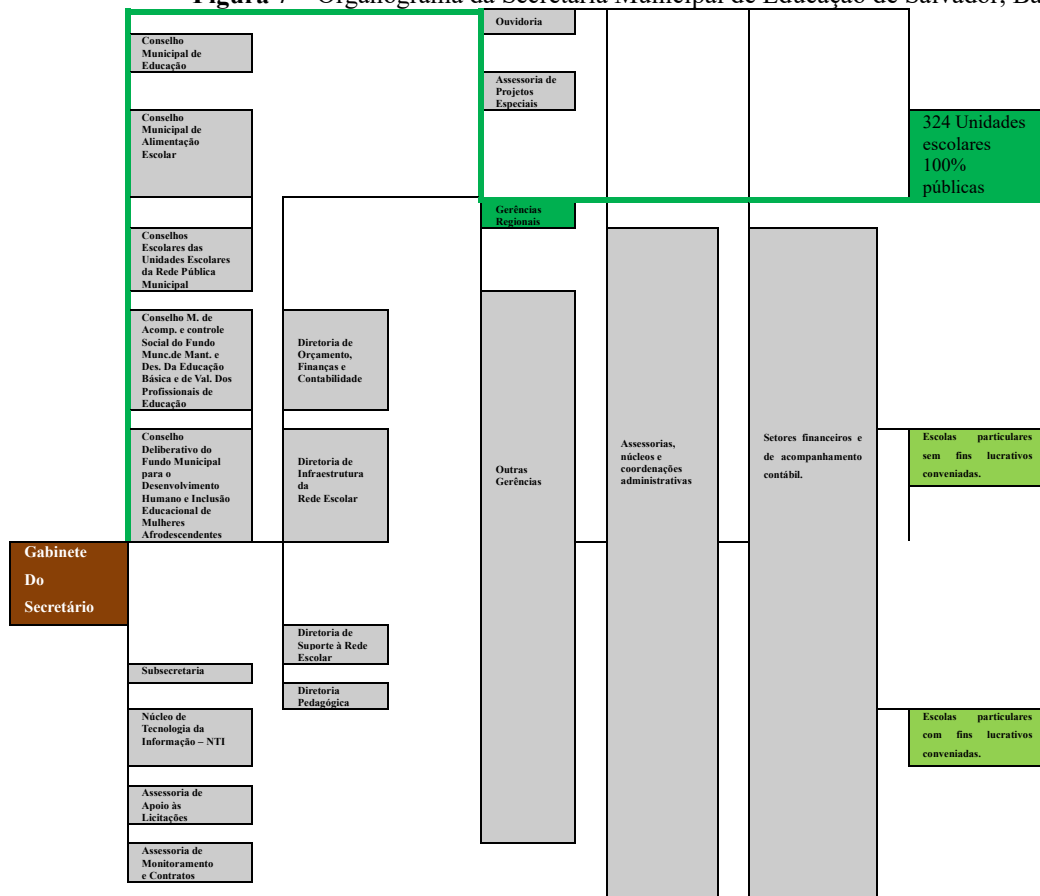 Organograma da Secretaria Municipal de Educação de Salvador,
Conselho
Municipal de
Educação
Conselho
Municipal de
Alimentação
Escolar
Conselhos
Escolares das
Unidades Escolares
da Rede Pública
Municipal
Conselho M. de
Acomp. e controle
Social do Fundo
Munc.de Mant. e
Des. Da Educação
Básica e de Val. Dos
Profissionais de
Educação
Conselho
Deliberativo do
Fundo Municipal
para o
Desenvolvimento
Humano e Inclusão
Educacional de
Mulheres
Afrodescendentes
Gabinete
Do
Secretário
Subsecretaria
Núcleo de
Tecnologia da
Informação – NTI
Assessoria de
Apoio às
Licitações
Assessoria de
Monitoramento
e Contratos
Diretoria de
Orçamento,
Finanças e
Contabilidade
Diretoria de
Infraestrutura
da
Rede Escolar
Diretoria de
Suporte à Rede
Escolar
Diretoria
Pedagógica
Ouvidoria
Assessoria de
Projetos
Especiais
Gerências
Regionais
Outras
Gerências
Assessorias,
núcleos e
coordenações
administrativas
Setores financeiros e
de acompanhamento
contábil.
324 Unidades
escolares
100%
públicas
Escolas particulares
sem fins lucrativos
conveniadas.
Escolas particulares
com fins lucrativos
conveniadas.